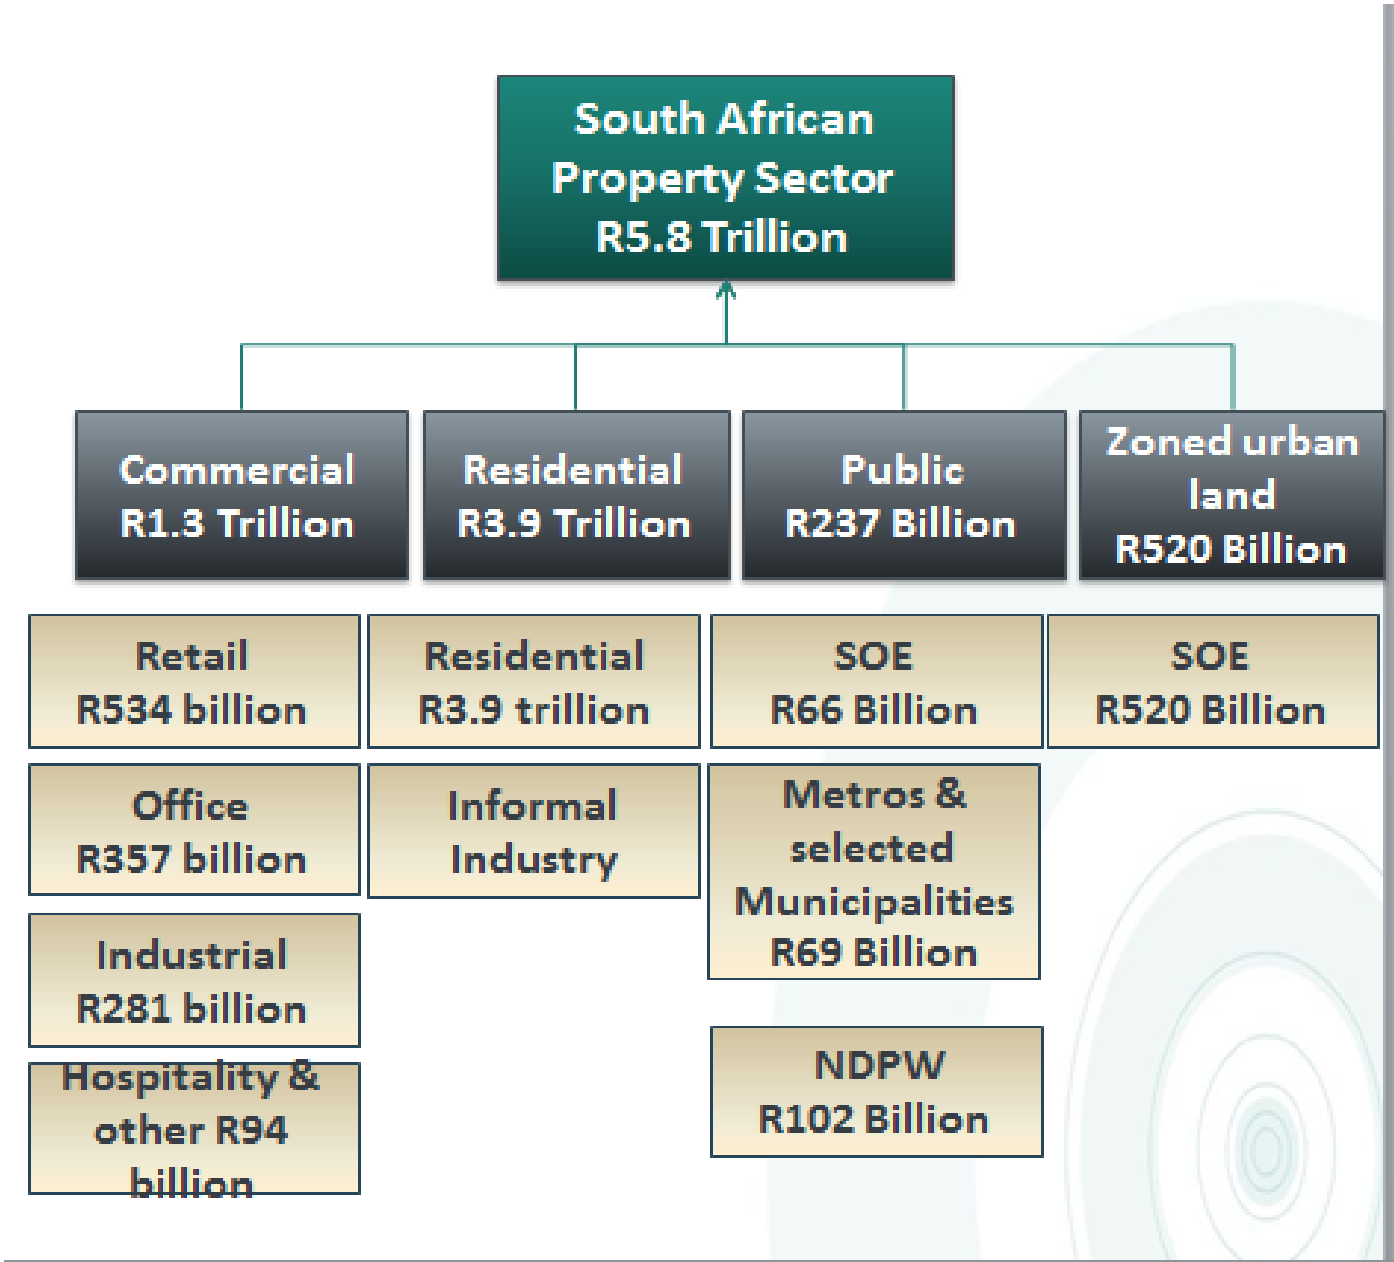 South African
Property Sector
R5.8 Trillion
Commercial
R1.3 Trillion
Residential
R3.9 Trillion
Public
R237 Billion
Zoned urban
land
R520 Billion
Retail
R534 billion
Residential
R3.9 trillion
SOE
R66 Billion
SOE
R520 Billion
Office
R357 billion
Informal
Industry
Metros &
selected
Municipalities
R69 Billion
Industrial
R281 billion
Hospitality &
other R94
billion
NDPW
R102 Billion